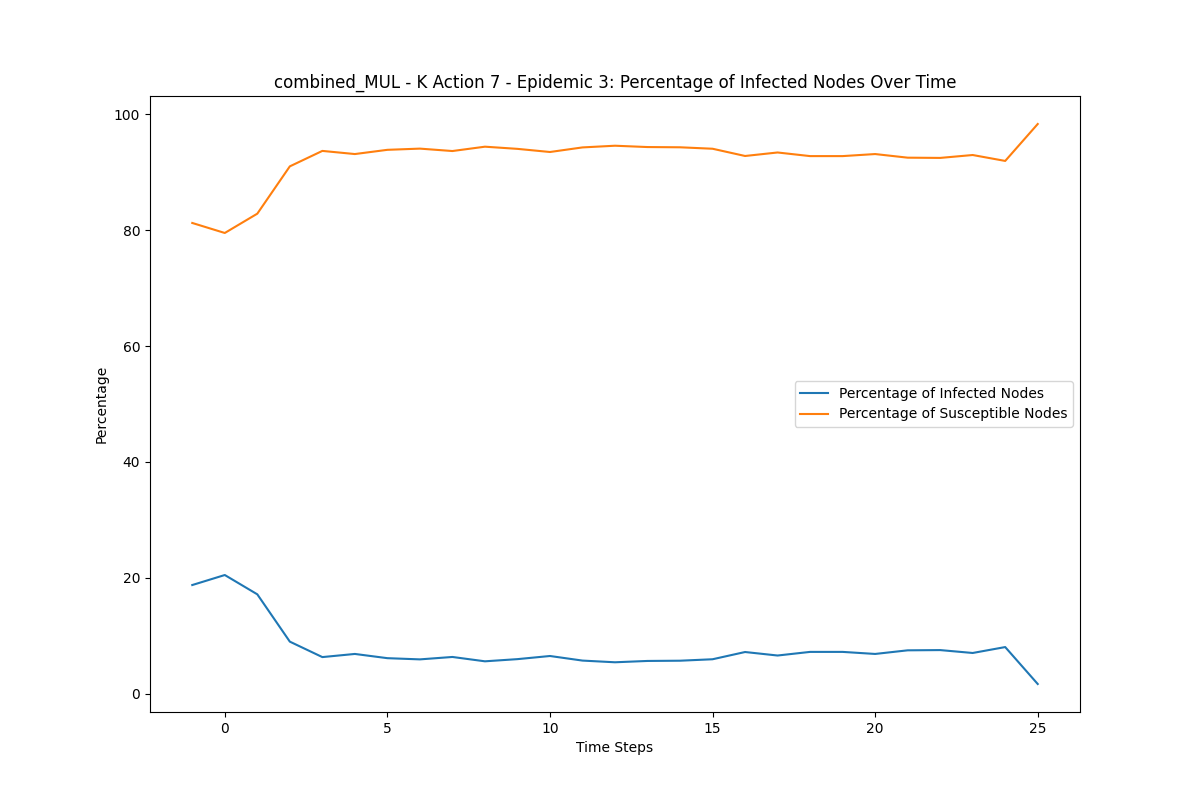 combined_MUL - K Action 7 - Epidemic 3: Percentage of Infected Nodes Over Time
100
80
60
40
20
0
Percentage
Percentage of Infected Nodes
Percentage of Susceptible Nodes
0 5 10 15 20 25
Time Steps